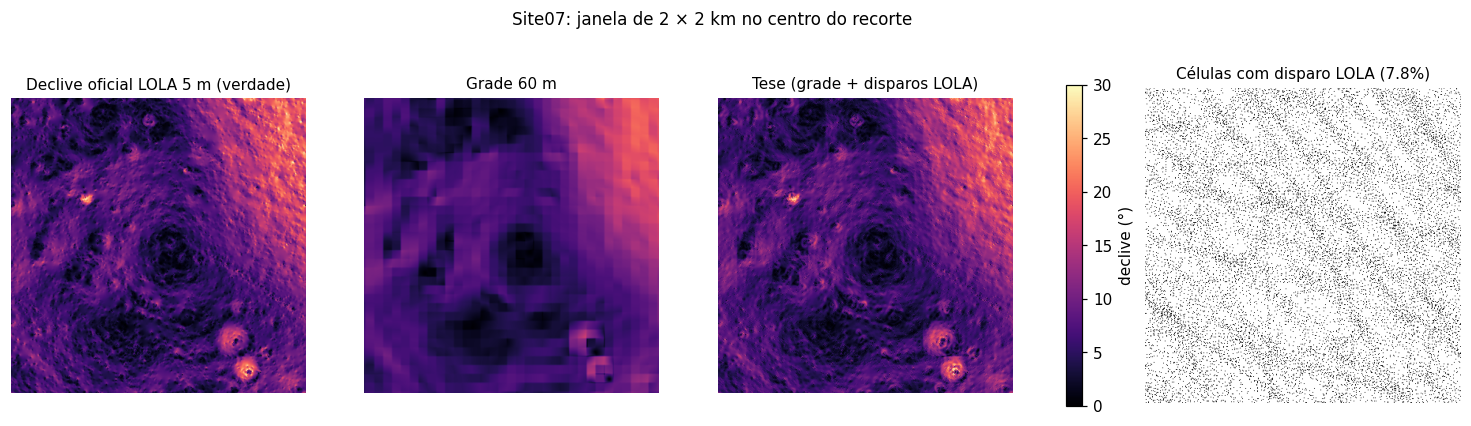 Site07: janela de 2 × 2 km no centro do recorte
Declive oficial LOLA 5 m (verdade)
Grade 60 m
Tese (grade + disparos LOLA)
Células com disparo LOLA (7.8%)
30
25
20
15
10
5
0
declive (°)